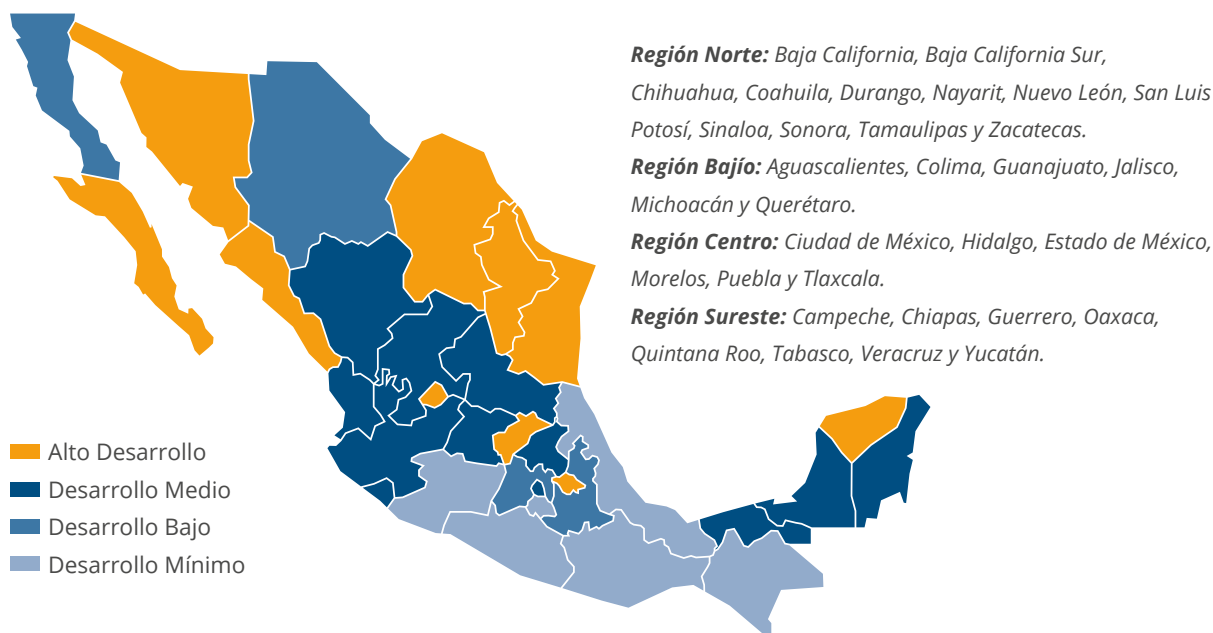 Región Norte: Baja California, Baja California Sur,
Chihuahua, Coahuila, Durango, Nayarit, Nuevo León, San Luis
Potosí, Sinaloa, Sonora, Tamaulipas y Zacatecas.
Región Bajío: Aguascalientes, Colima, Guanajuato, Jalisco,
Michoacán y Querétaro.
Región Centro: Ciudad de México, Hidalgo, Estado de México,
Morelos, Puebla y Tlaxcala.
Región Sureste: Campeche, Chiapas, Guerrero, Oaxaca,
Quintana Roo, Tabasco, Veracruz y Yucatán.
Alto Desarrollo
Desarrollo Medio
Desarrollo Bajo
Desarrollo Mínimo